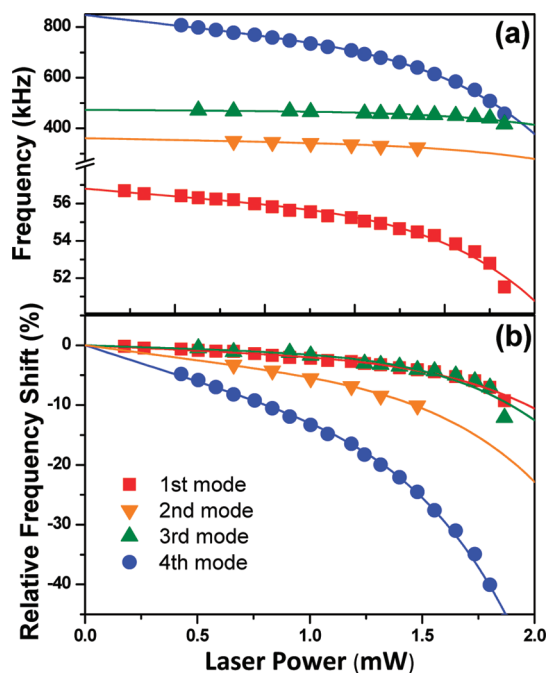 (a)
Frequency (kHz)
800
600
400
56
54
52
(b)
Relative Frequency Shift (%)
0
-10
-20
-30
-40
1st mode
2nd mode
3rd mode
4th mode
0.0
0.5
1.0
1.5
2.0
Laser Power (mW)